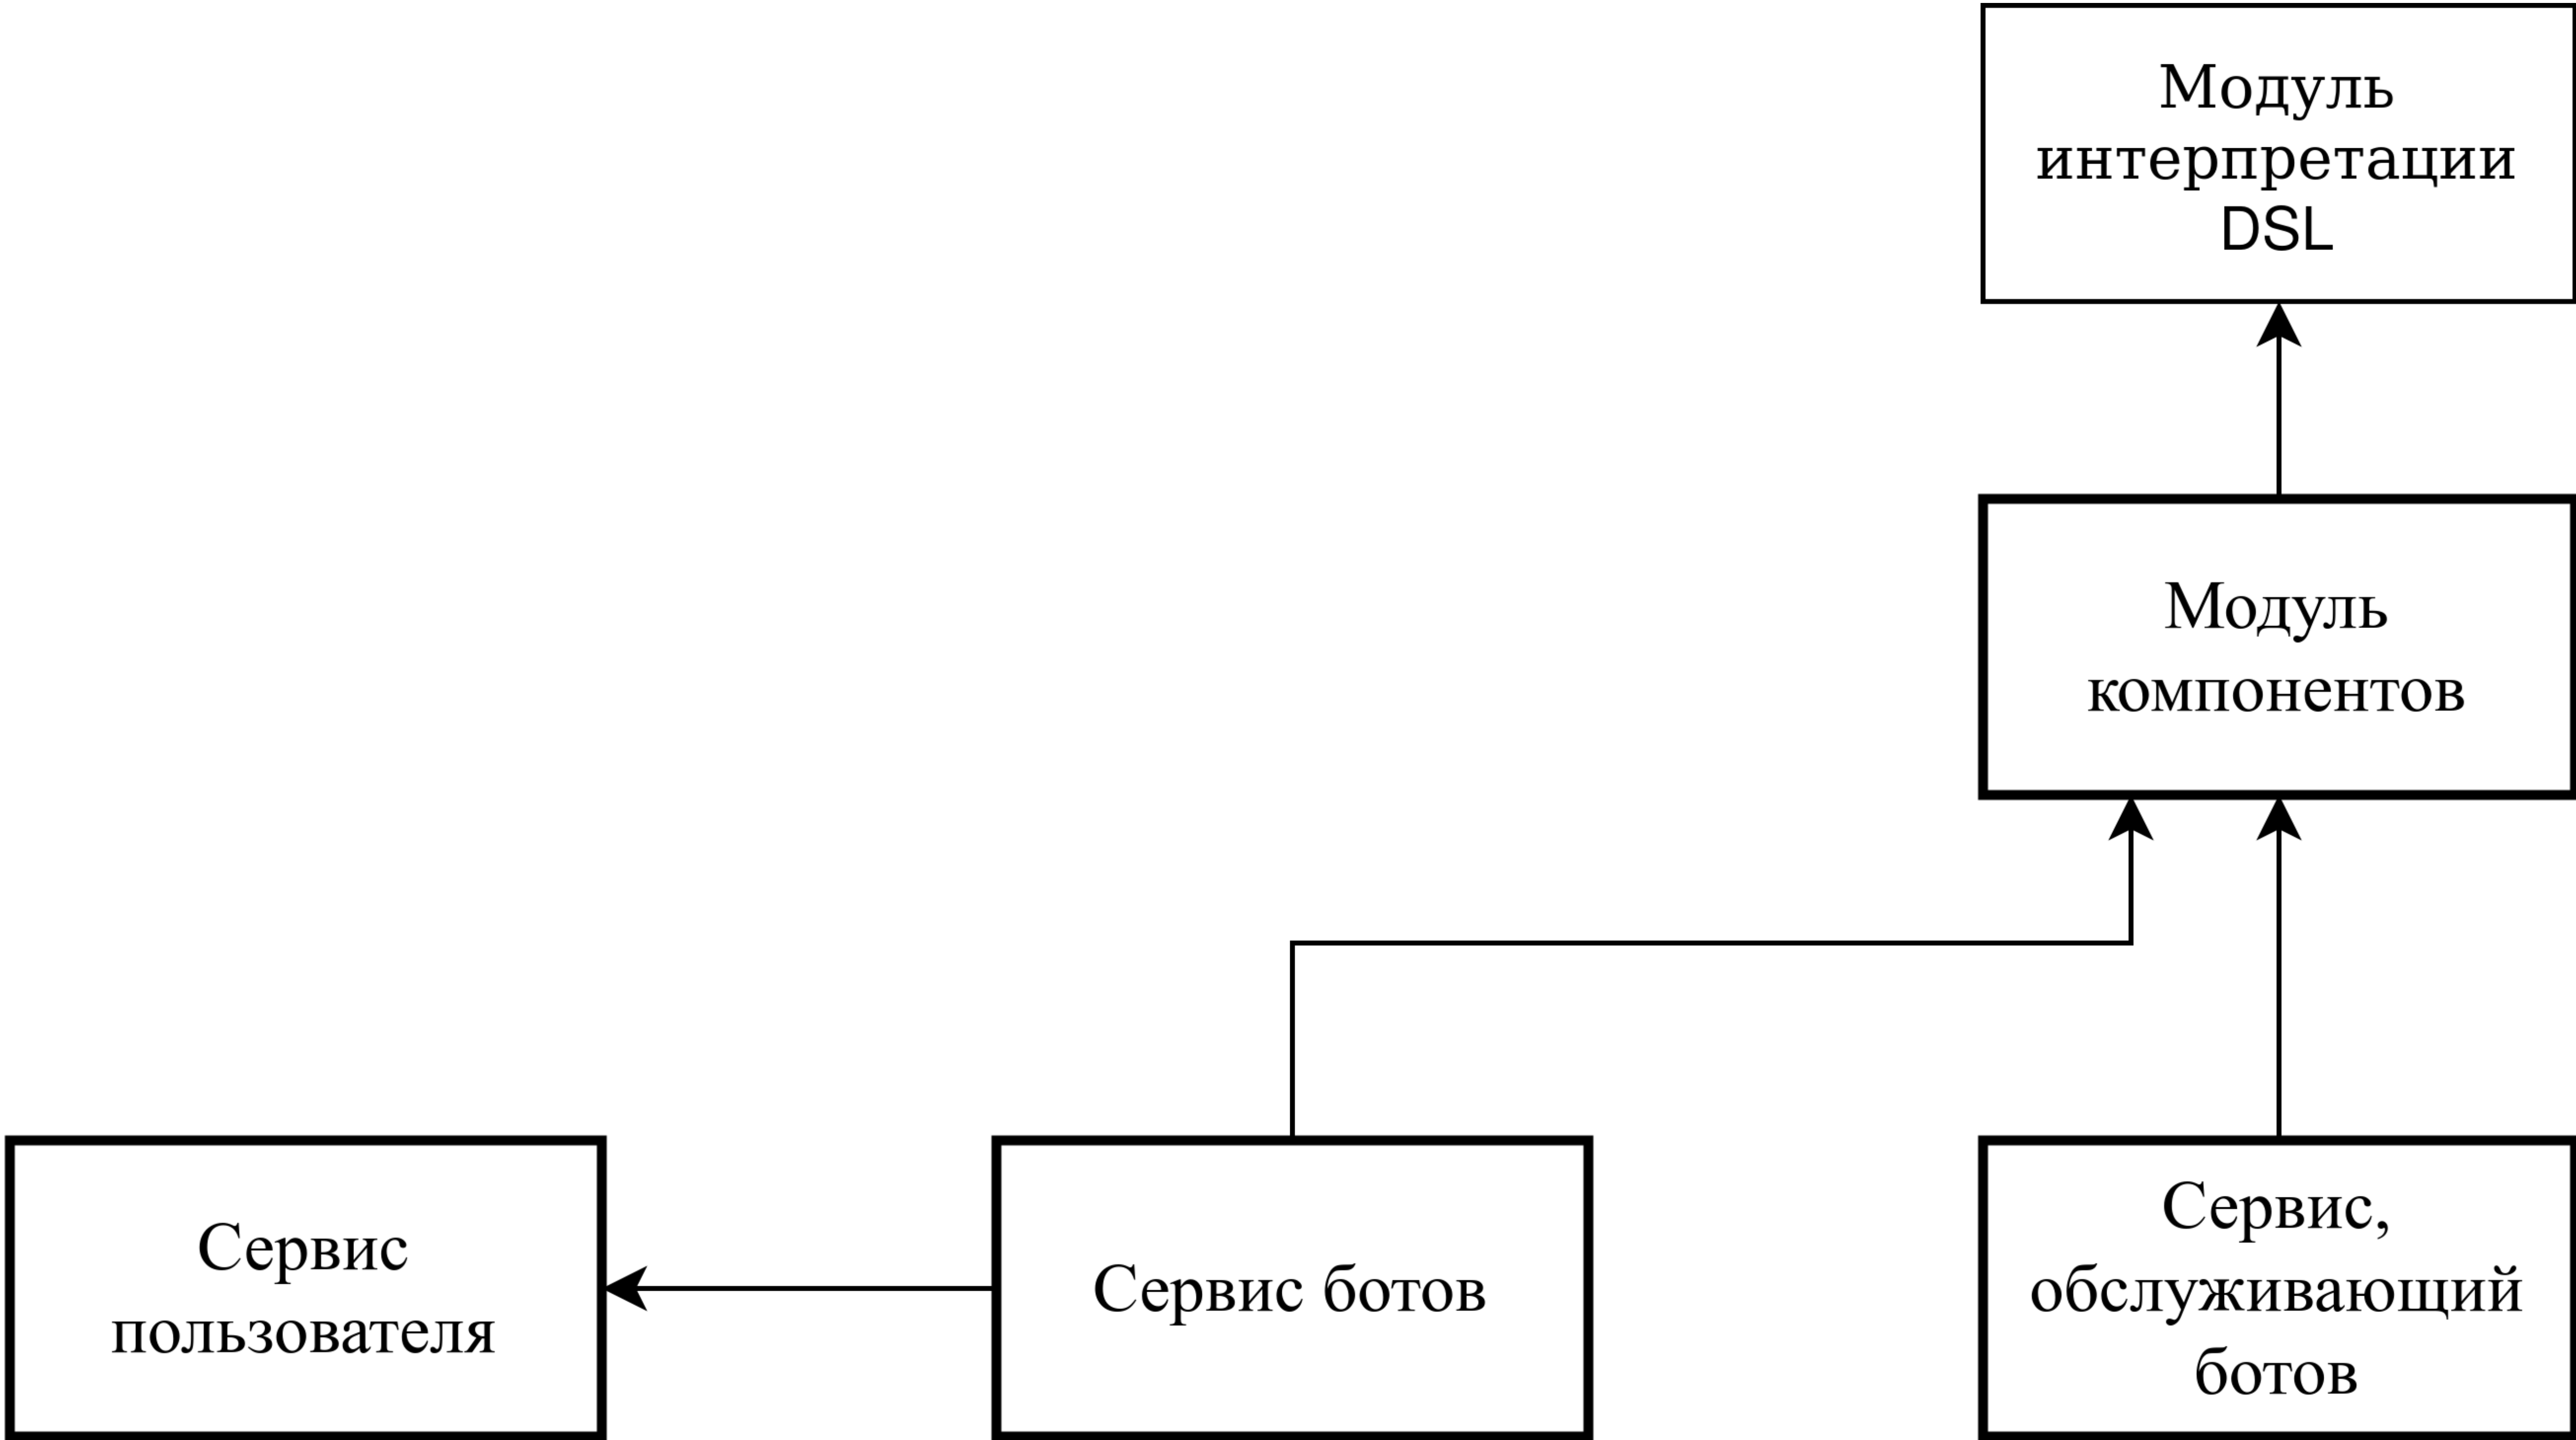 Модуль
интерпретации
DSL
Модуль
компонентов
Сервис
пользователя
Сервис ботов
Сервис,
обслуживающий
ботов